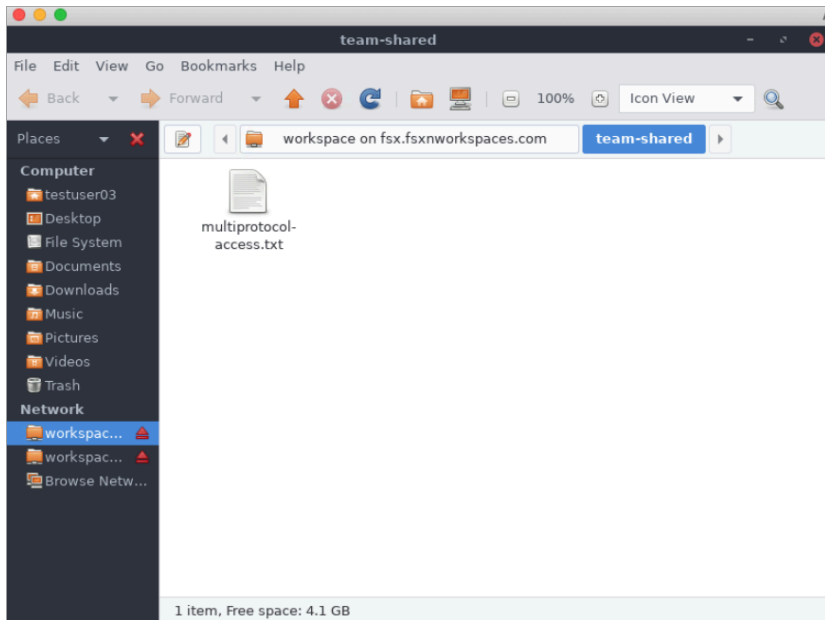 team-shared
File Edit View Go Bookmarks Help
Back Forward 100% Icon View
Places workspace on fsx.fsxnworkspaces.com team-shared
Computer
testuser03
Desktop
File System
Documents
Downloads
Music
Pictures
Videos
Trash
Network
workspac...
workspac...
Browse Netw...
multiprotocol-
access.txt
1 item, Free space: 4.1 GB